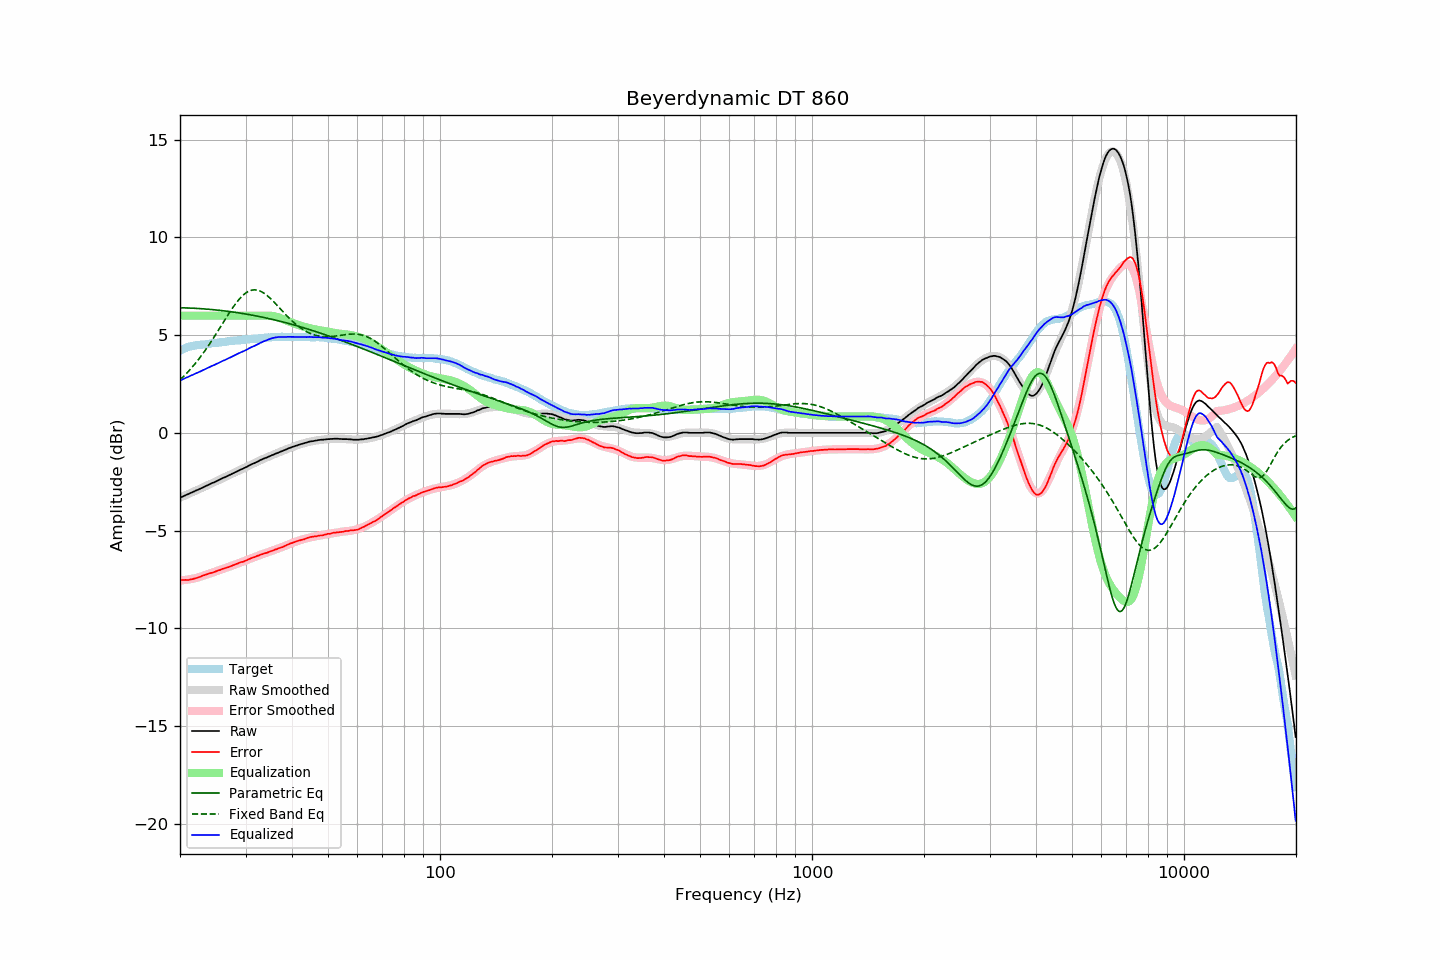 Beyerdynamic DT 860
15
10
5
0
−5
−10
−15
−20
Amplitude (dBr)
Target
Raw Smoothed
Error Smoothed
Raw
Error
Equalization
Parametric Eq
Fixed Band Eq
Equalized
100
1000
10000
Frequency (Hz)